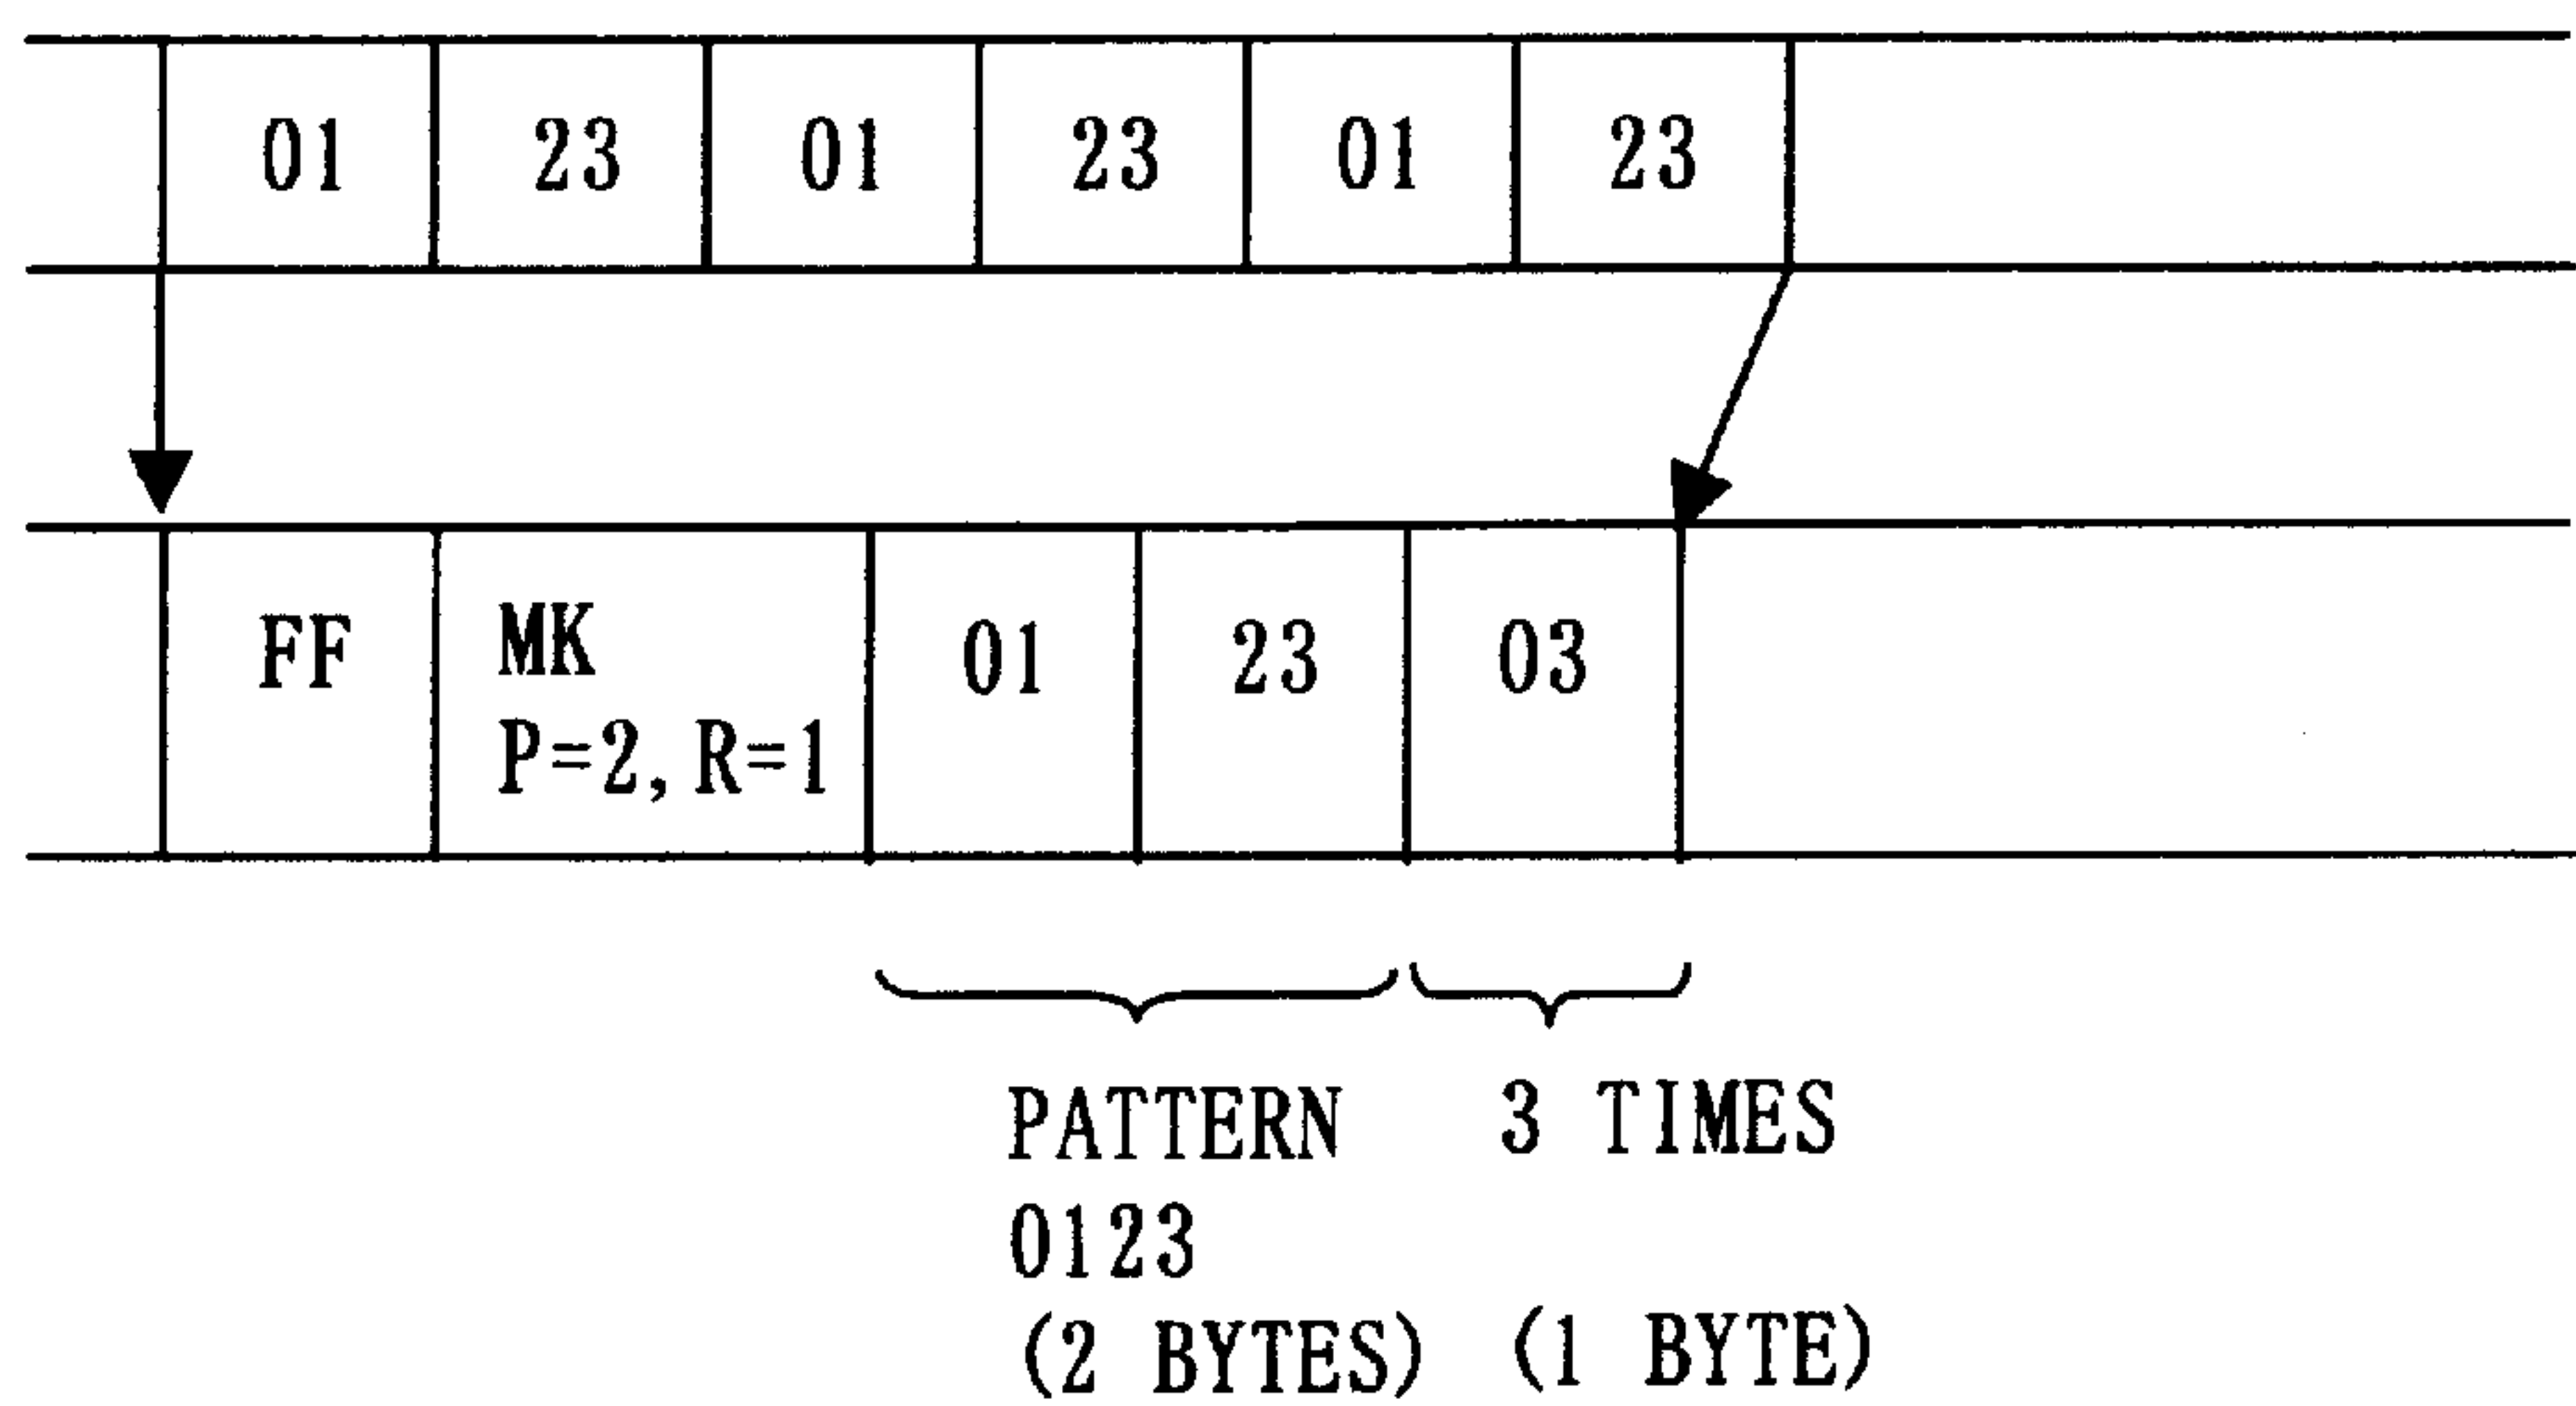 01 23 01 23 01 23
FF MK 01 23 03
P=2, R=1
PATTERN 3 TIMES
0123
(2 BYTES) (1 BYTE)